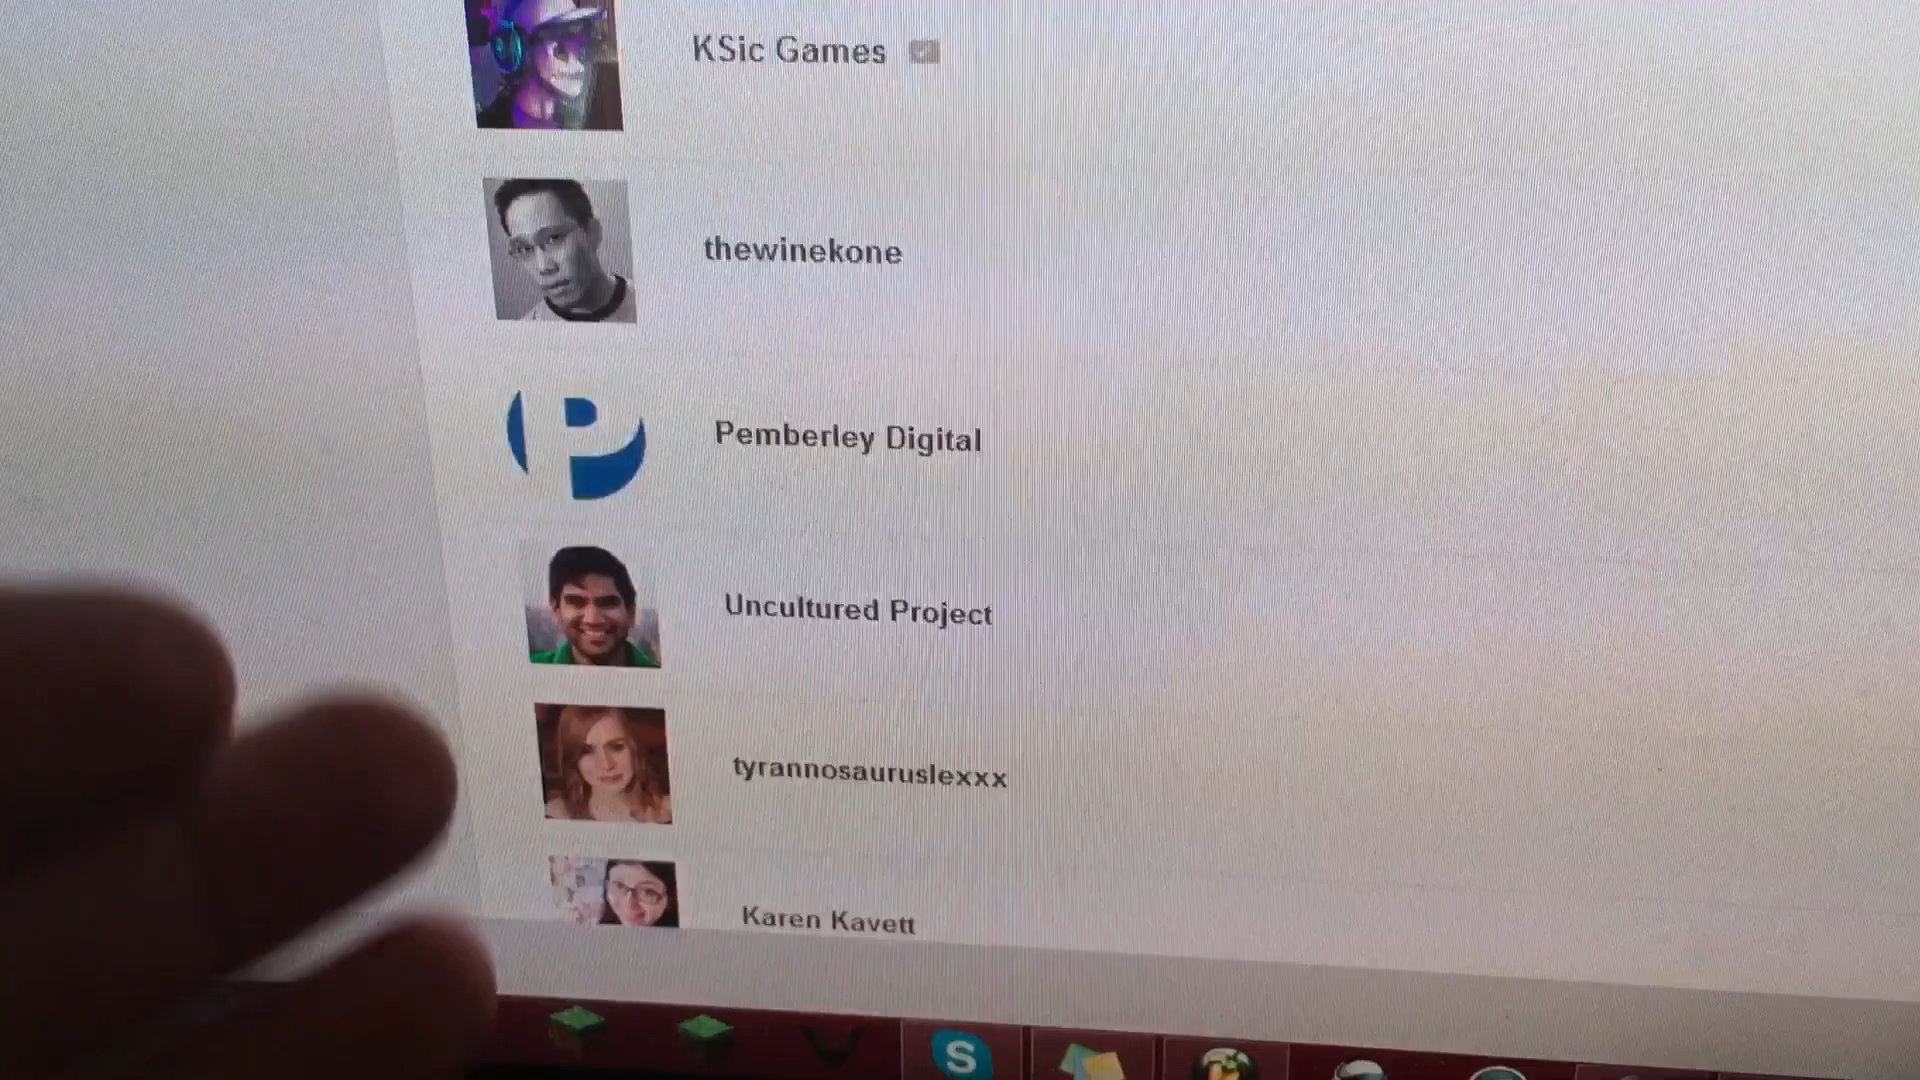 KSic Games
thewinekone
P
Pemberley Digital
Uncultured Project
tyrannosauruslexxx
Karen Kavett
S